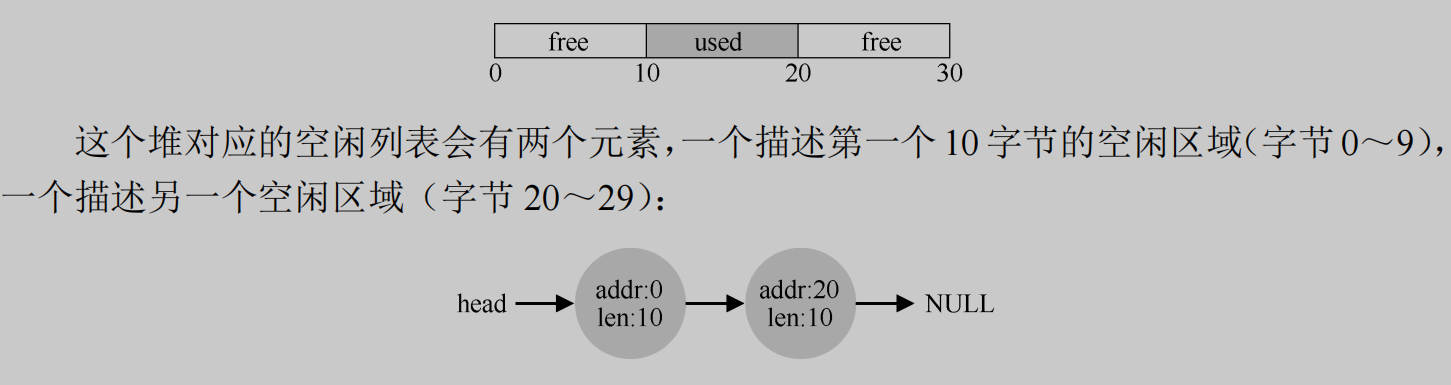 free used free
0 10 20 30
这个堆对应的空闲列表会有两个元素，一个描述第一个 10 字节的空闲区域（字节 0～9），
一个描述另一个空闲区域（字节 20～29）：
head addr:0 len:10 addr:20 len:10 NULL